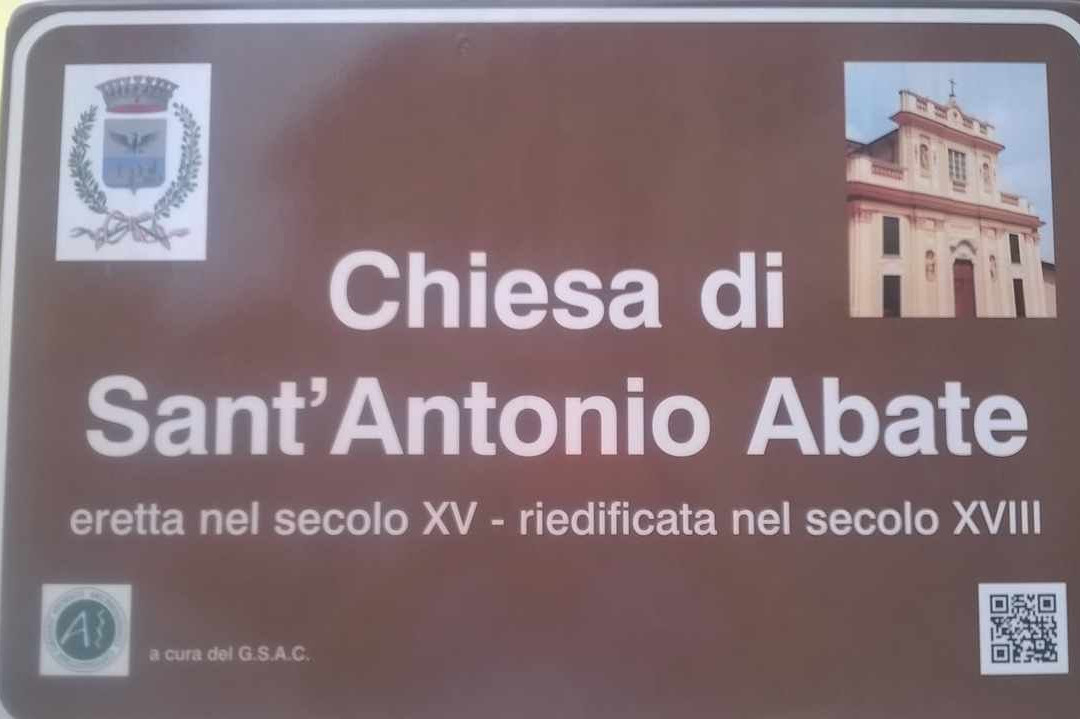 Chiesa di
Sant'Antonio Abate
eretta nel secolo XV - riedificata nel secolo XVIII
a cura del G.S.A.C.